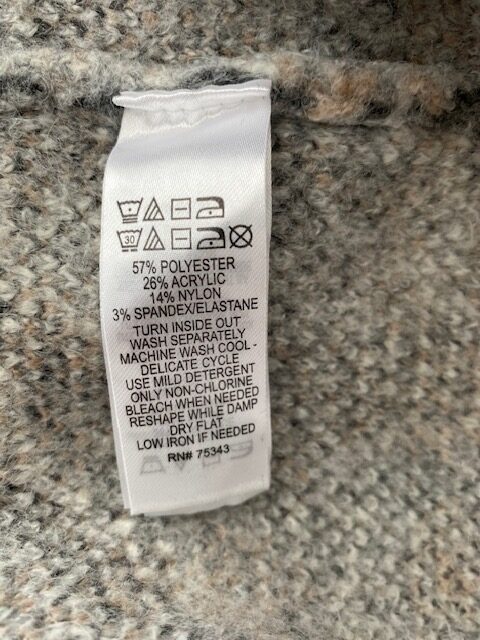 30
57% POLYESTER
26% ACRYLIC
14% NYLON
3% SPANDEX/ELASTANE
TURN INSIDE OUT
WASH SEPARATELY
MACHINE WASH COOL -
DELICATE CYCLE
USE MILD DETERGENT
ONLY NON-CHLORINE
BLEACH WHEN NEEDED
RESHAPE WHILE DAMP
DRY FLAT
LOW IRON IF NEEDED
RN# 75343